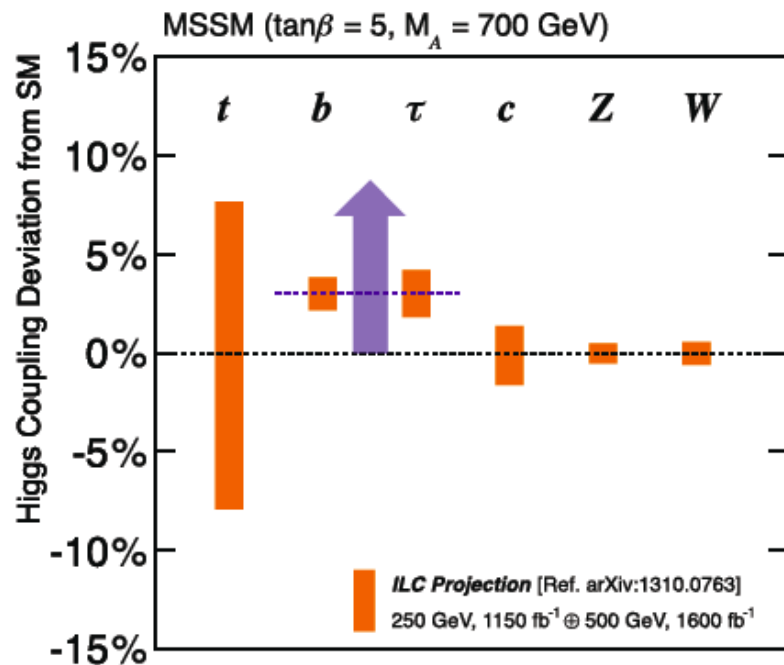 MSSM (tanβ = 5, M_A = 700 GeV)
Higgs Coupling Deviation from SM
15%
10%
5%
0%
-5%
-10%
-15%
t b τ c Z W
ILC Projection [Ref. arXiv:1310.0763]
250 GeV, 1150 fb⁻¹ ⊕ 500 GeV, 1600 fb⁻¹